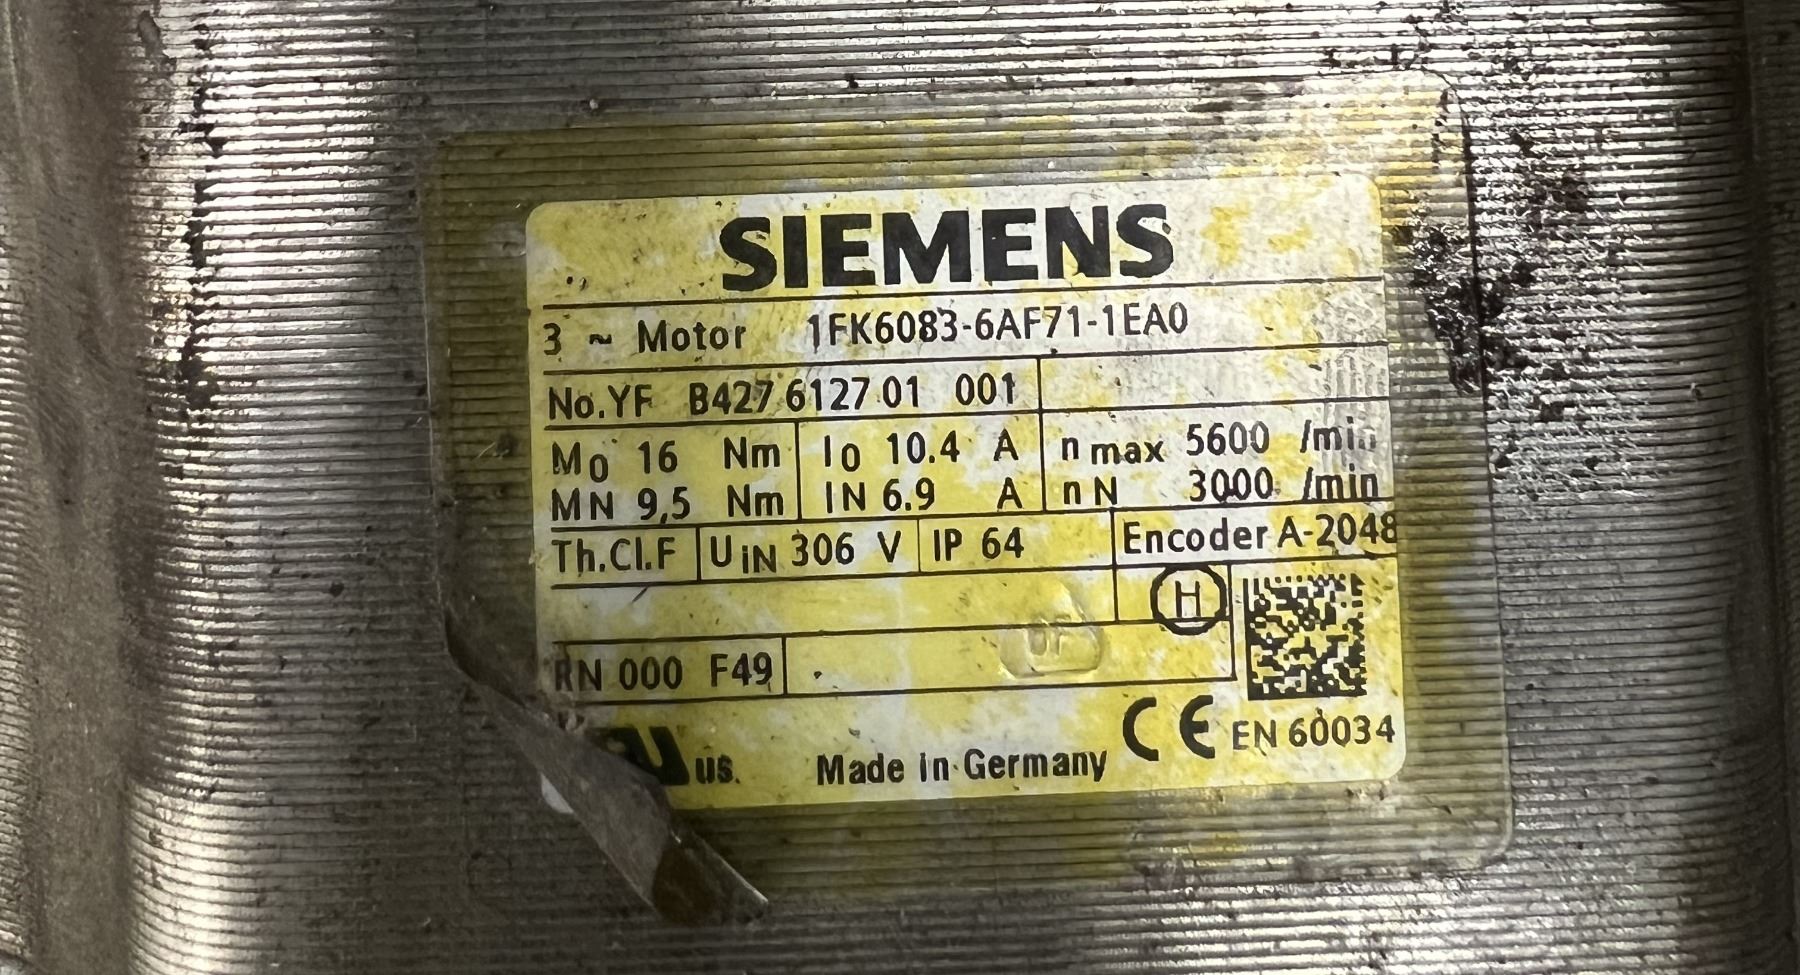 SIEMENS
3 ~ Motor 1FK6083-6AF71-1EA0
No.YF B427 6127 01 001
M0 16 Nm I0 10.4 A n max 5600 /min
MN 9,5 Nm IN 6.9 A nN 3000 /min
Th.Cl.F UiN 306 V IP 64 Encoder A-2048
H
RN 000 F49
US.
CE EN 60034
Made in Germany